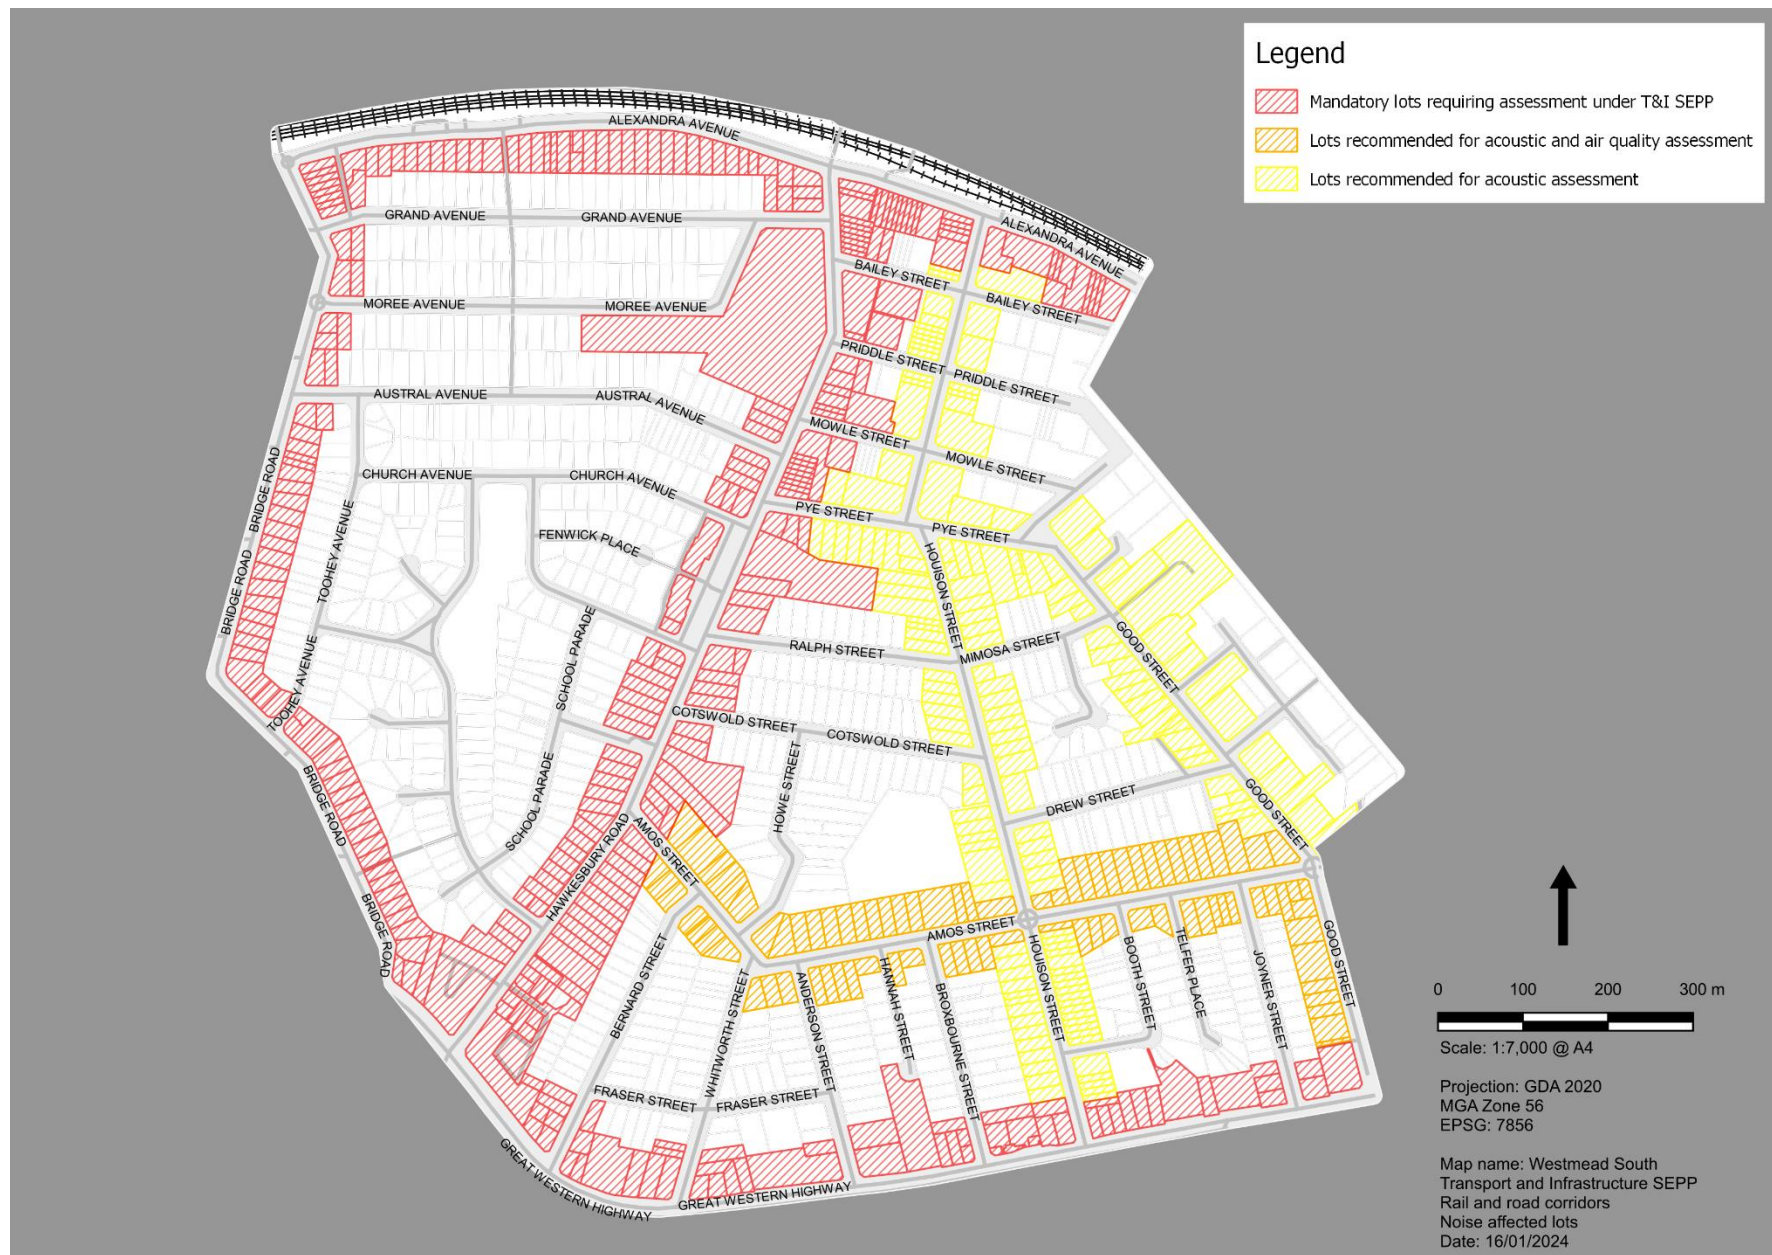 Legend
Mandatory lots requiring assessment under T&I SEPP
Lots recommended for acoustic and air quality assessment
Lots recommended for acoustic assessment
ALEXANDRA AVENUE
GRAND AVENUE
GRAND AVENUE
ALEXANDRA AVENUE
BAILEY STREET
BAILEY STREET
MOREE AVENUE
MOREE AVENUE
PRIDDLE STREET
PRIDDLE STREET
AUSTRAL AVENUE
AUSTRAL AVENUE
MOWLE STREET
MOWLE STREET
CHURCH AVENUE
CHURCH AVENUE
BRIDGE ROAD
PYE STREET
PYE STREET
FENWICK PLACE
TOOHEY AVENUE
BRIDGE ROAD
HOUISON STREET
RALPH STREET
MIMOSA STREET
GOOD STREET
SCHOOL PARADE
TOOHEY AVENUE
COTSWOLD STREET
COTSWOLD STREET
HOWE STREET
BRIDGE ROAD
SCHOOL PARADE
DREW STREET
GOOD STREET
AMOS STREET
HAWKESBURY ROAD
BRIDGE ROAD
AMOS STREET
HOUISON STREET
BOOTH STREET
TELFER PLACE
JOYNER STREET
GOOD STREET
BERNARD STREET
WHITWORTH STREET
ANDERSON STREET
HANNAH STREET
BROXBOURNE STREET
FRASER STREET
FRASER STREET
GREAT WESTERN HIGHWAY
GREAT WESTERN HIGHWAY
0 100 200 300 m
Scale: 1:7,000 @ A4
Projection: GDA 2020
MGA Zone 56
EPSG: 7856
Map name: Westmead South
Transport and Infrastructure SEPP
Rail and road corridors
Noise affected lots
Date: 16/01/2024